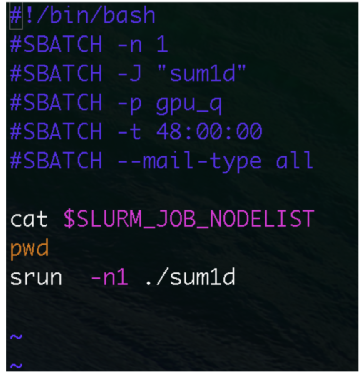 #!/bin/bash
#SBATCH -n 1
#SBATCH -J "sum1d"
#SBATCH -p gpu_q
#SBATCH -t 48:00:00
#SBATCH --mail-type all
cat $SLURM_JOB_NODELIST
pwd
srun  -n1 ./sum1d
~
~